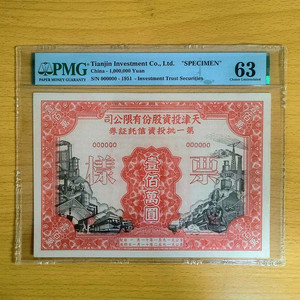 PMG
PAPER MONEY GUARANTY
Tianjin Investment Co., Ltd. "SPECIMEN"
China - 1,000,000 Yuan
S/N 000000 - 1951 - Investment Trust Securities
63
Choice Uncirculated
天津投資股份有限公司
第一批投資信託証券
000000 000000
樣 票
壹佰萬圓